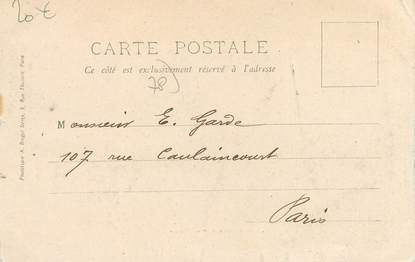 20 €
CARTE POSTALE
Ce côté est exclusivement réservé à l'adresse
78)
Monsieur E. Garde
107 rue Caulaincourt
Paris